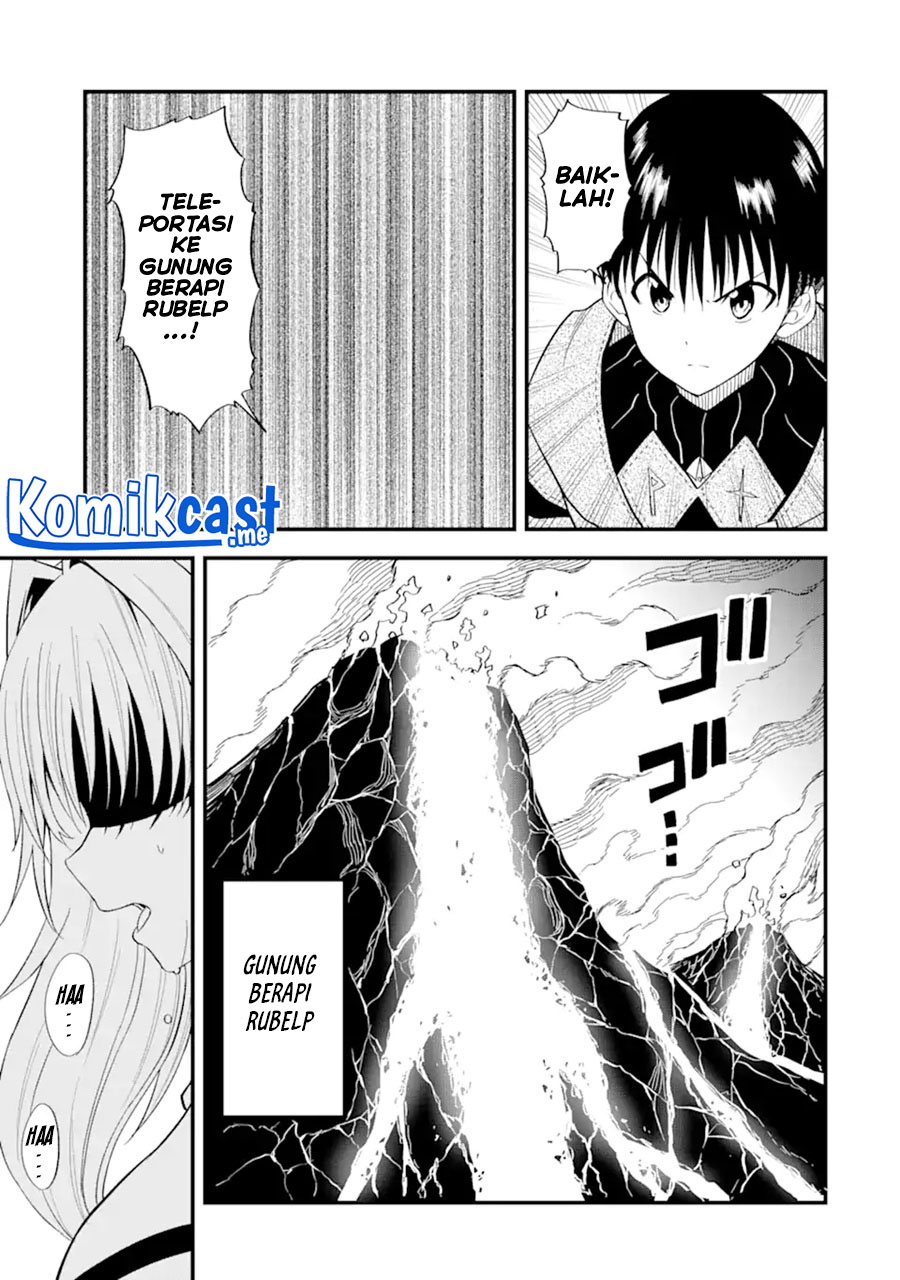 BAIK-
LAH!
TELE-
PORTASI
KE
GUNUNG
BERAPI
RUBELP
...!
Komikcast
.me
ゴ
ゴ
...
GUNUNG
BERAPI
RUBELP
HAA
...
HAA
...